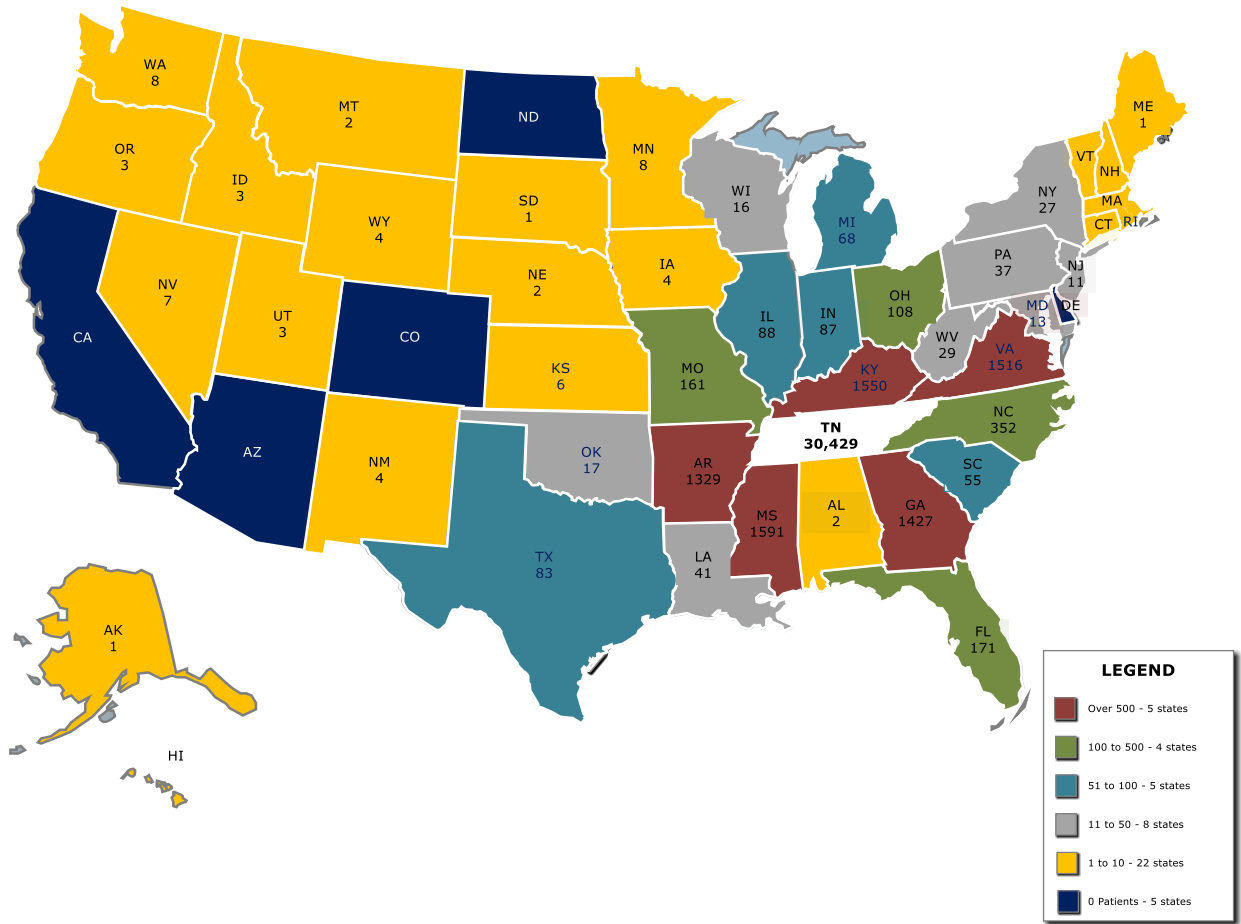 WA
8
MT
2
ND
MN
8
ME
1
OR
3
ID
3
SD
1
WI
16
MI
68
NY
27
VT
NH
MA
CT
RI
WY
4
NE
2
IA
4
PA
37
NJ
11
NV
7
UT
3
CO
IL
88
IN
87
OH
108
MD
13
DE
CA
KS
6
MO
161
KY
1550
WV
29
VA
1516
AZ
NM
4
OK
17
AR
1329
TN
30,429
NC
352
SC
55
TX
83
LA
41
MS
1591
AL
2
GA
1427
FL
171
AK
1
HI
LEGEND
Over 500 - 5 states
100 to 500 - 4 states
51 to 100 - 5 states
11 to 50 - 8 states
1 to 10 - 22 states
0 Patients - 5 states